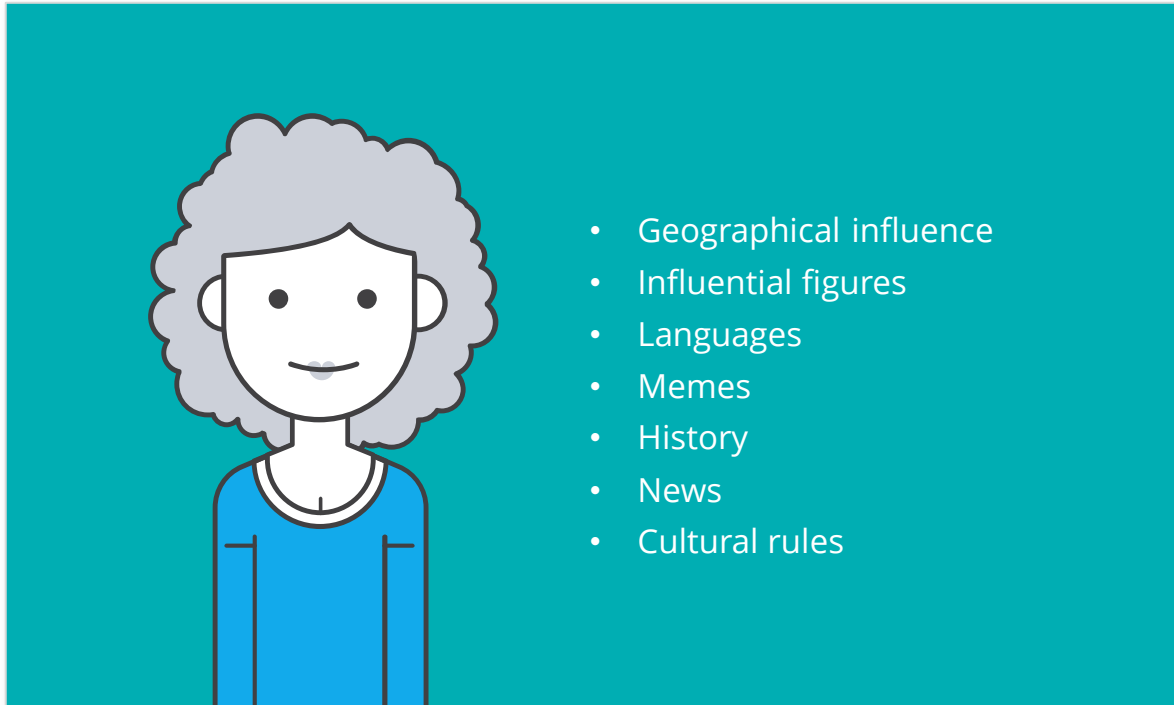 • Geographical influence
• Influential figures
• Languages
• Memes
• History
• News
• Cultural rules